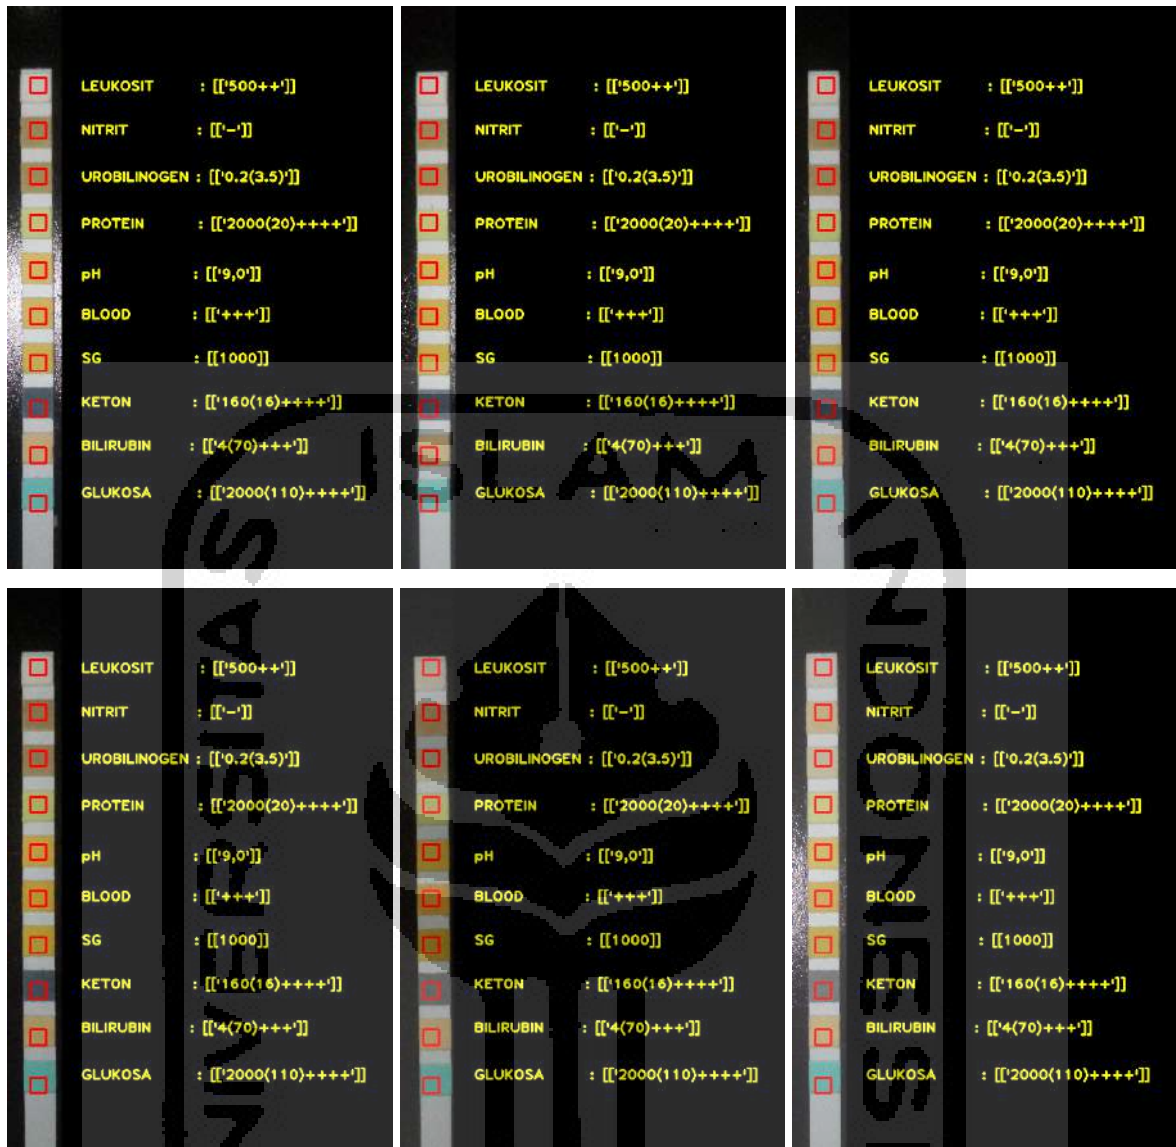 LEUKOSIT : [['500++']]
NITRIT : [['-']]
UROBILINOGEN : [['0.2(3.5)']]
PROTEIN : [['2000(20)++++']]
pH : [['9,0']]
BLOOD : [['+++']]
SG : [[1000]]
KETON : [['160(16)++++']]
BILIRUBIN : [['4(70)+++']]
GLUKOSA : [['2000(110)++++']]
LEUKOSIT : [['500++']]
NITRIT : [['-']]
UROBILINOGEN : [['0.2(3.5)']]
PROTEIN : [['2000(20)++++']]
pH : [['9,0']]
BLOOD : [['+++']]
SG : [[1000]]
KETON : [['160(16)++++']]
BILIRUBIN : [['4(70)+++']]
GLUKOSA : [['2000(110)++++']]
LEUKOSIT : [['500++']]
NITRIT : [['-']]
UROBILINOGEN : [['0.2(3.5)']]
PROTEIN : [['2000(20)++++']]
pH : [['9,0']]
BLOOD : [['+++']]
SG : [[1000]]
KETON : [['160(16)++++']]
BILIRUBIN : [['4(70)+++']]
GLUKOSA : [['2000(110)++++']]
LEUKOSIT : [['500++']]
NITRIT : [['-']]
UROBILINOGEN : [['0.2(3.5)']]
PROTEIN : [['2000(20)++++']]
pH : [['9,0']]
BLOOD : [['+++']]
SG : [[1000]]
KETON : [['160(16)++++']]
BILIRUBIN : [['4(70)+++']]
GLUKOSA : [['2000(110)++++']]
LEUKOSIT : [['500++']]
NITRIT : [['-']]
UROBILINOGEN : [['0.2(3.5)']]
PROTEIN : [['2000(20)++++']]
pH : [['9,0']]
BLOOD : [['+++']]
SG : [[1000]]
KETON : [['160(16)++++']]
BILIRUBIN : [['4(70)+++']]
GLUKOSA : [['2000(110)++++']]
LEUKOSIT : [['500++']]
NITRIT : [['-']]
UROBILINOGEN : [['0.2(3.5)']]
PROTEIN : [['2000(20)++++']]
pH : [['9,0']]
BLOOD : [['+++']]
SG : [[1000]]
KETON : [['160(16)++++']]
BILIRUBIN : [['4(70)+++']]
GLUKOSA : [['2000(110)++++']]
NIVERSITAS
ISLAM